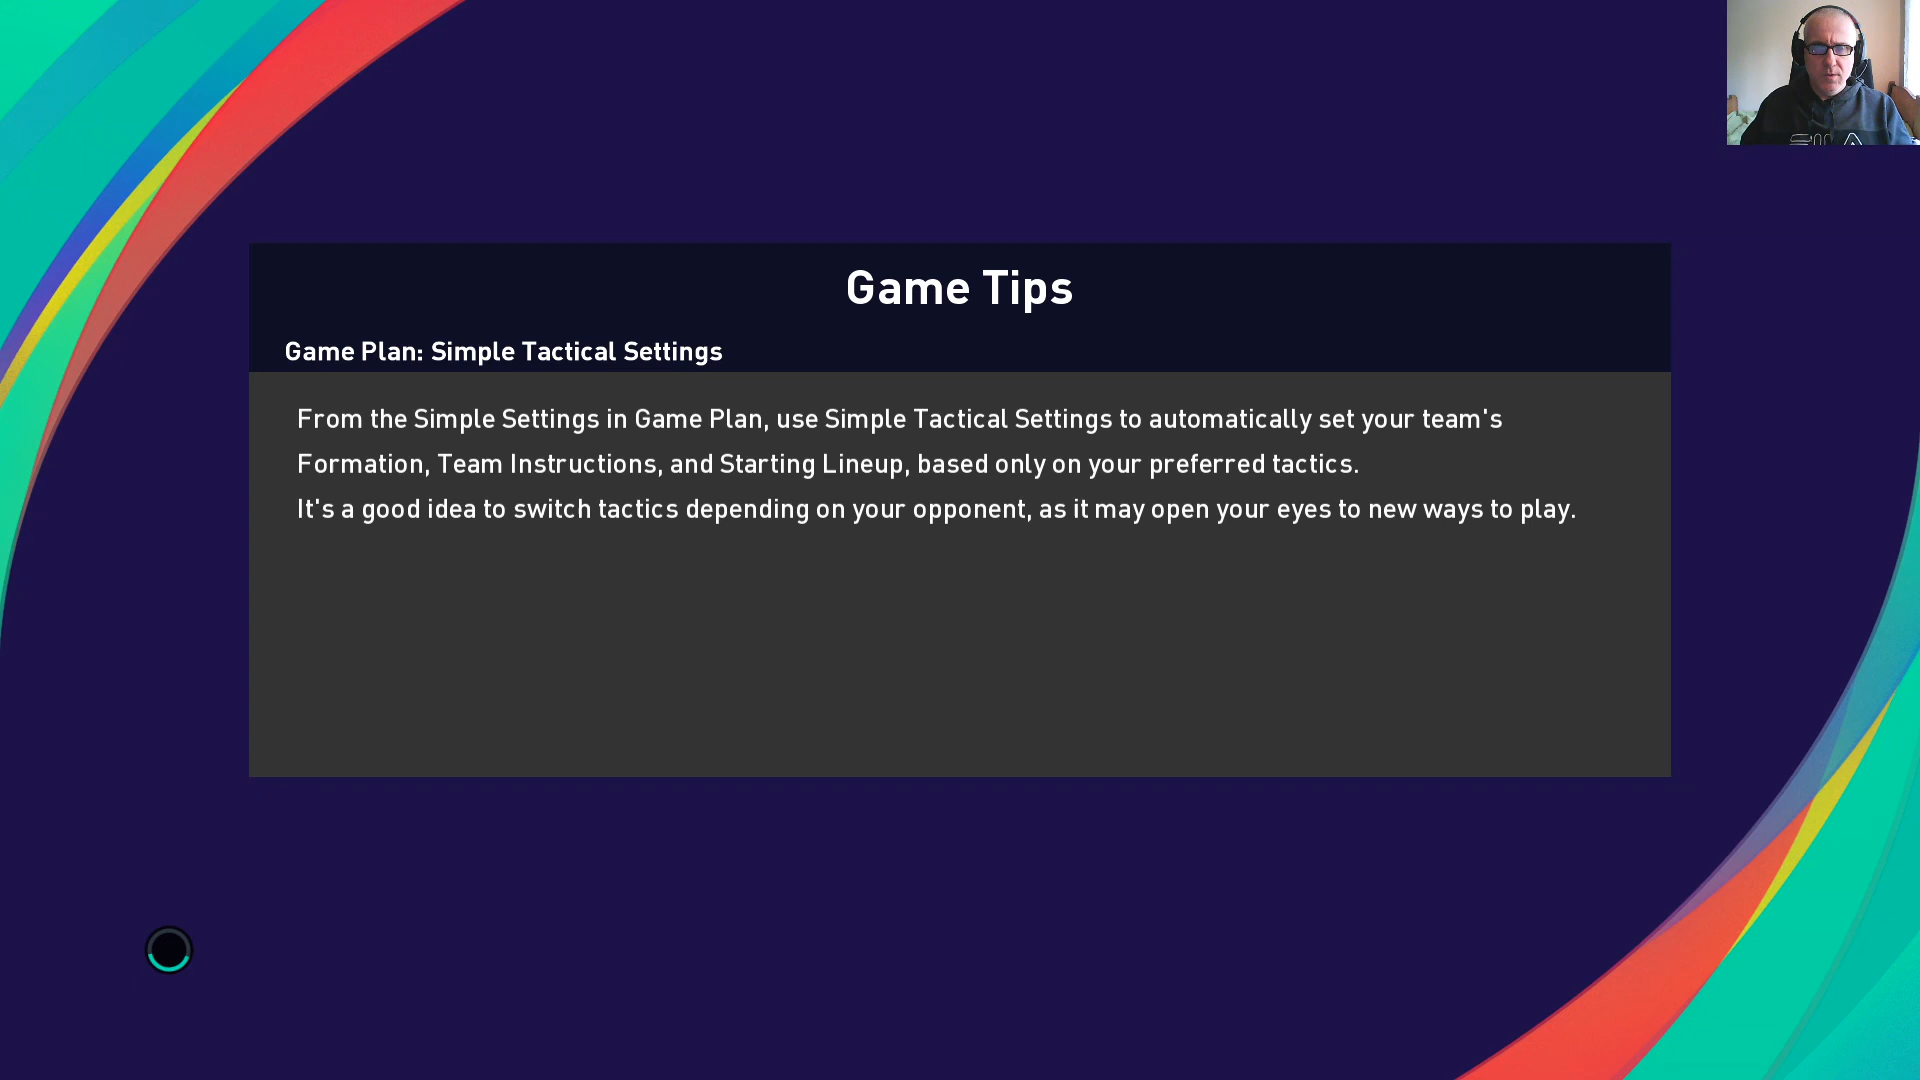 Game Tips
Game Plan: Simple Tactical Settings
From the Simple Settings in Game Plan, use Simple Tactical Settings to automatically set your team's
Formation, Team Instructions, and Starting Lineup, based only on your preferred tactics.
It's a good idea to switch tactics depending on your opponent, as it may open your eyes to new ways to play.